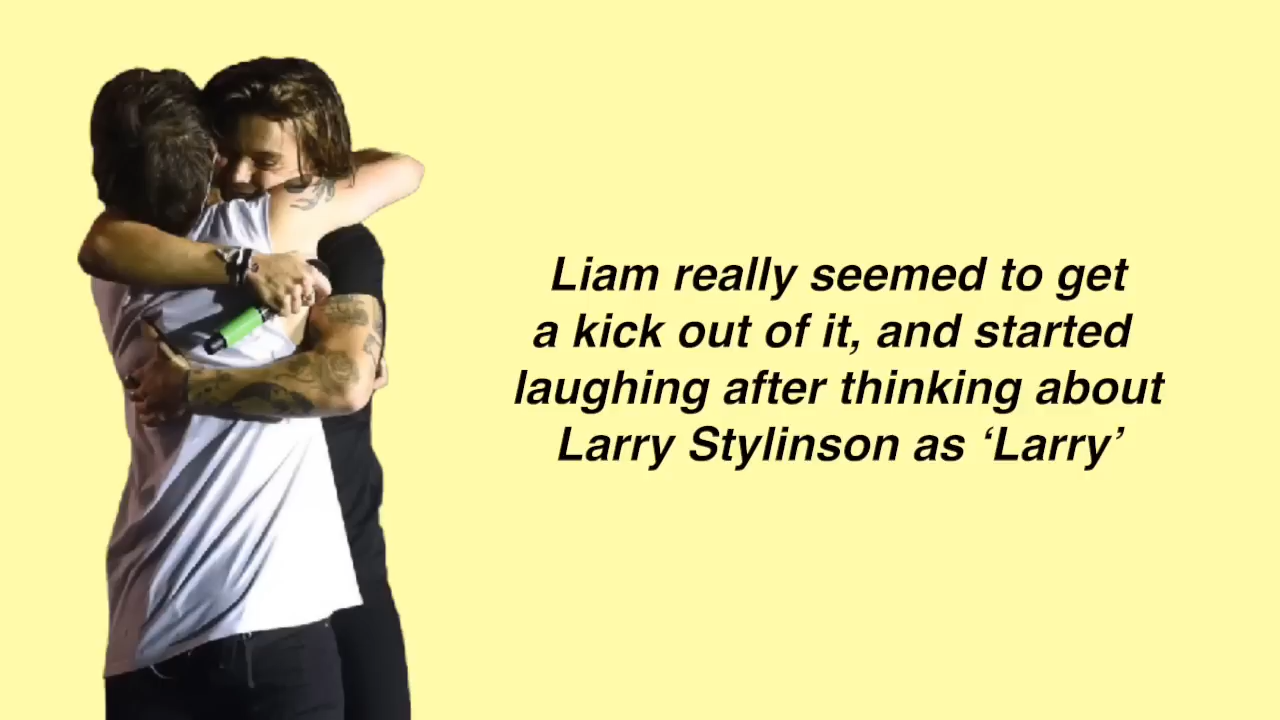 Liam really seemed to get
a kick out of it, and started
laughing after thinking about
Larry Stylinson as ‘Larry’